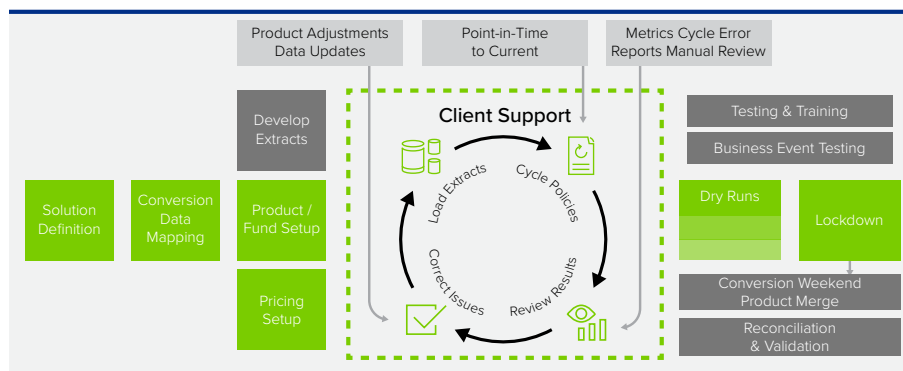 Product Adjustments
Data Updates
Point-in-Time
to Current
Metrics Cycle Error
Reports Manual Review
Develop
Extracts
Solution
Definition
Conversion
Data
Mapping
Product /
Fund Setup
Pricing
Setup
Client Support
Load Extracts
Cycle Policies
Correct Issues
Review Results
Testing & Training
Business Event Testing
Dry Runs
Lockdown
Conversion Weekend
Product Merge
Reconciliation
& Validation